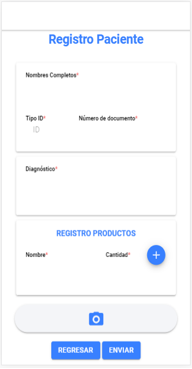 Registro Paciente
Nombres Completos*
Tipo ID* Número de documento*
ID
Diagnóstico*
REGISTRO PRODUCTOS
Nombre* Cantidad* +
REGRESAR ENVIAR